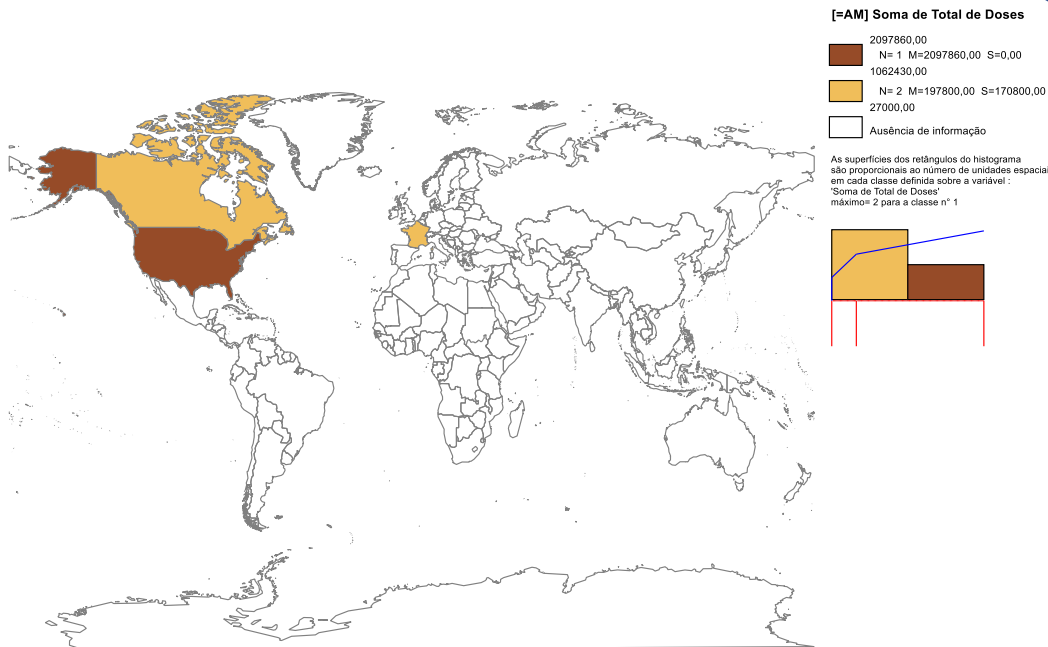 [=AM] Soma de Total de Doses
2097860,00
N= 1 M=2097860,00 S=0,00
1062430,00
N= 2 M=197800,00 S=170800,00
27000,00
Ausência de informação
As superfícies dos retângulos do histograma
são proporcionais ao número de unidades espaciai
em cada classe definida sobre a variável :
'Soma de Total de Doses'
máximo= 2 para a classe n° 1